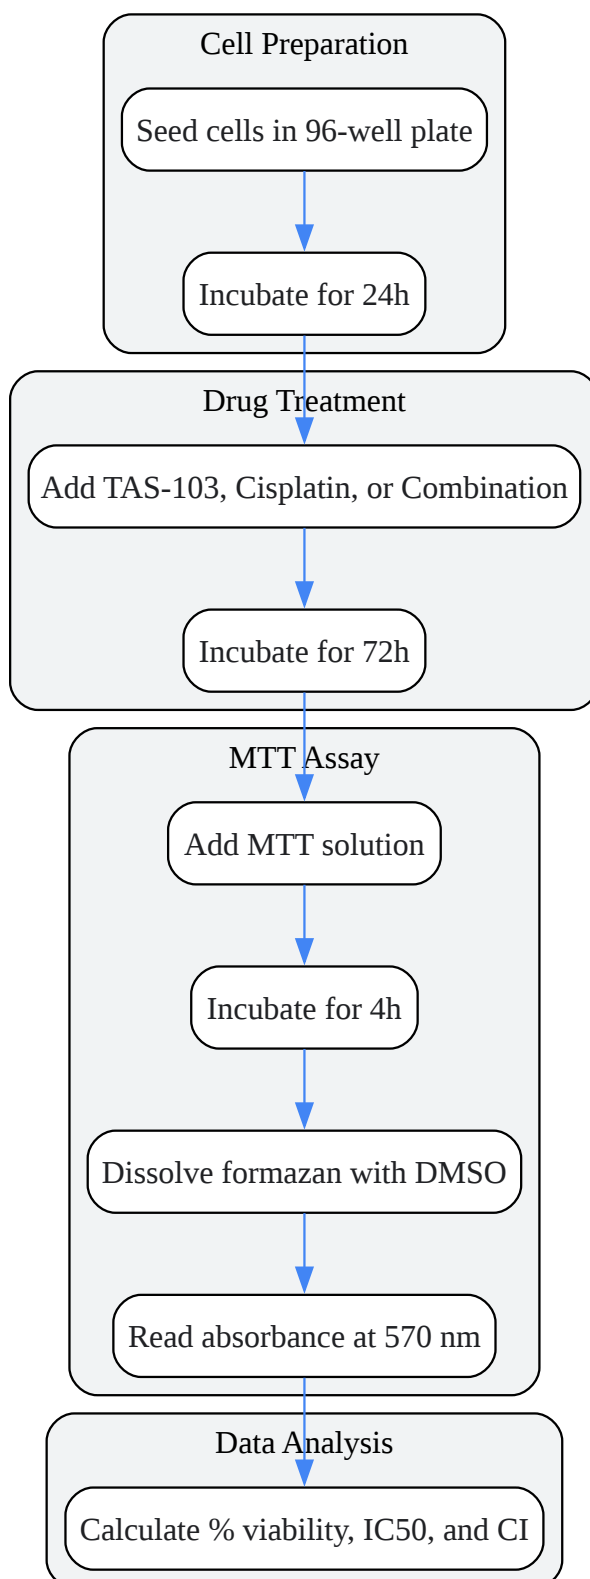 Cell Preparation
Seed cells in 96-well plate
Incubate for 24h
Drug Treatment
Add TAS-103, Cisplatin, or Combination
Incubate for 72h
MTT Assay
Add MTT solution
Incubate for 4h
Dissolve formazan with DMSO
Read absorbance at 570 nm
Data Analysis
Calculate % viability, IC50, and CI